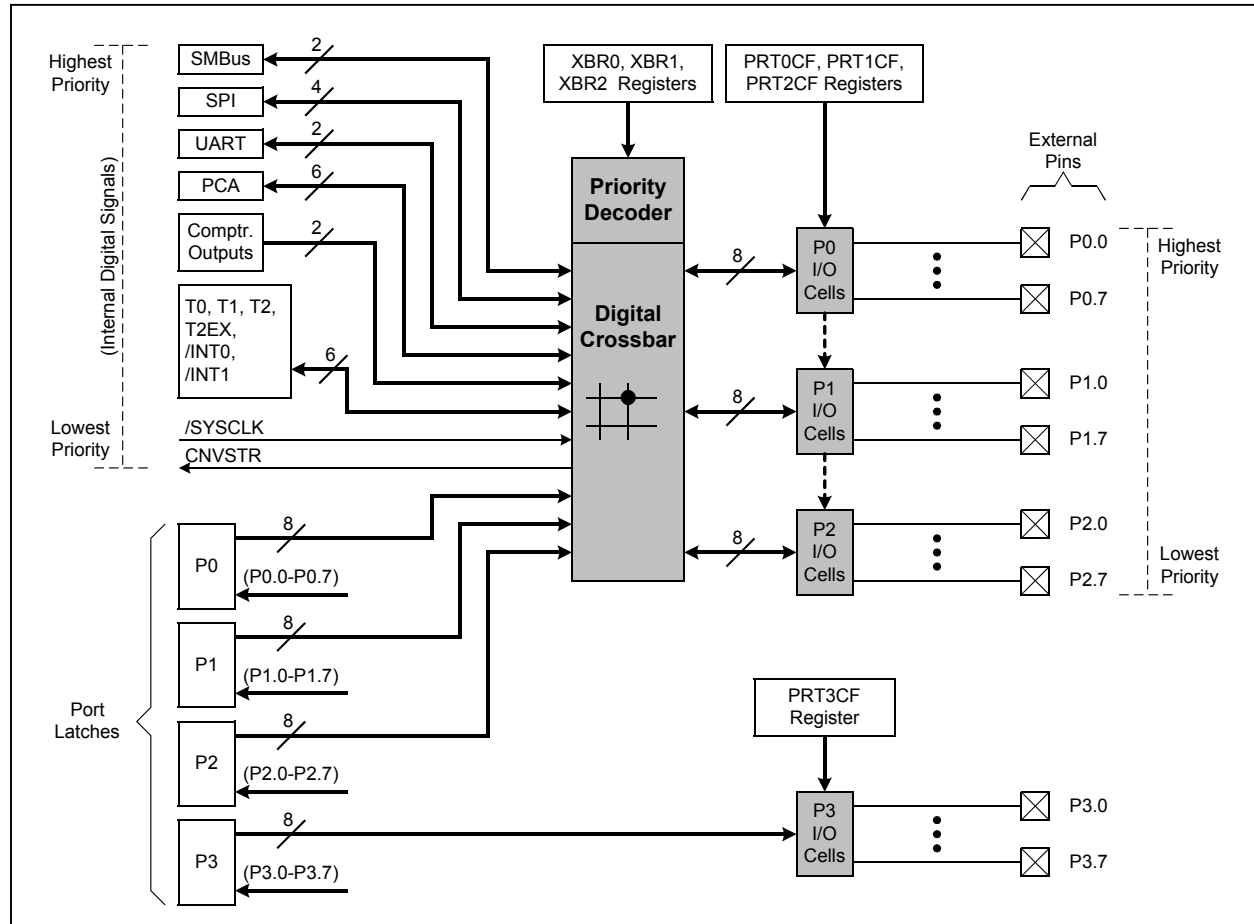 Highest
Priority
(Internal Digital Signals)
Lowest
Priority
SMBus
2
SPI
4
UART
2
PCA
6
Comptr.
Outputs
2
T0, T1, T2,
T2EX,
/INT0,
/INT1
6
/SYSCLK
CNVSTR
XBR0, XBR1,
XBR2 Registers
PRT0CF, PRT1CF,
PRT2CF Registers
Priority
Decoder
Digital
Crossbar
External
Pins
8
P0
I/O
Cells
P0.0
P0.7
8
P1
I/O
Cells
P1.0
P1.7
8
P2
I/O
Cells
P2.0
P2.7
Highest
Priority
Lowest
Priority
Port
Latches
P0
8
(P0.0-P0.7)
P1
8
(P1.0-P1.7)
P2
8
(P2.0-P2.7)
P3
8
(P3.0-P3.7)
PRT3CF
Register
P3
I/O
Cells
P3.0
P3.7